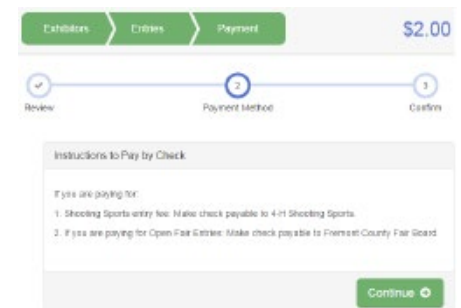 Exhibitors Entries Payment $2.00
2 3
Review Payment Method Confirm
Instructions to Pay by Check
If you are paying for:
1. Shooting Sports entry fee: Make check payable to 4-H Shooting Sports.
2. If you are paying for Open Fair Entries: Make check payable to Fremont County Fair Board
Continue